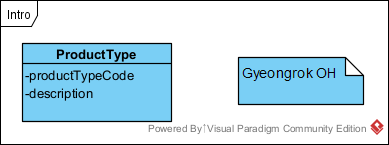 Intro
ProductType
-productTypeCode
-description
Gyeongrok OH
Powered By Visual Paradigm Community Edition